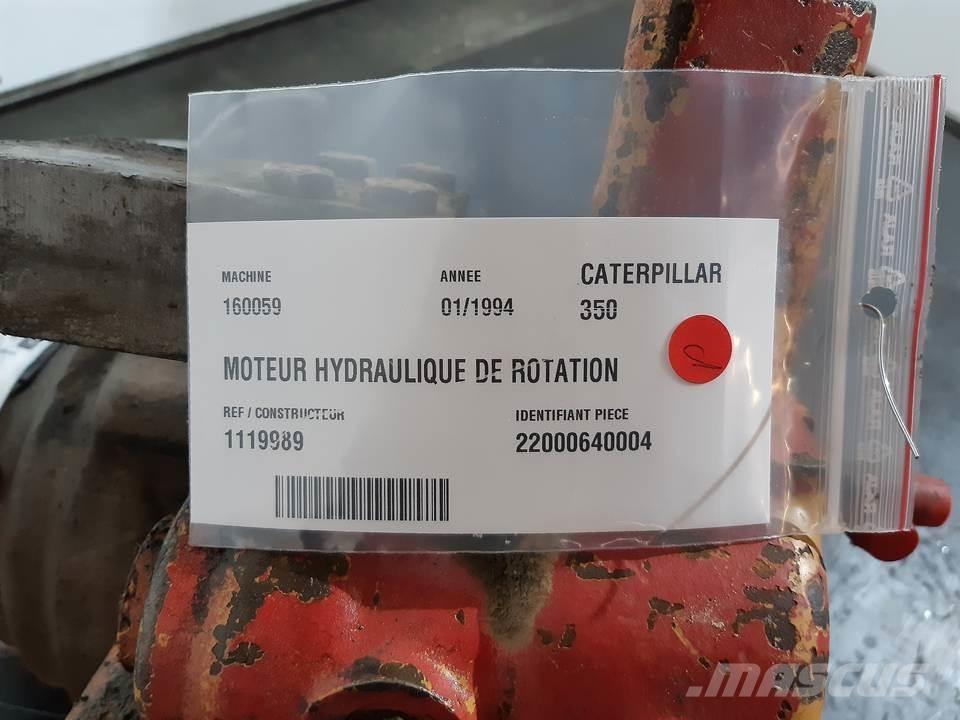 MACHINE ANNEE CATERPILLAR
160059 01/1994 350
MOTEUR HYDRAULIQUE DE ROTATION
REF / CONSTRUCTEUR IDENTIFIANT PIECE
1119989 22000640004
MASCUS